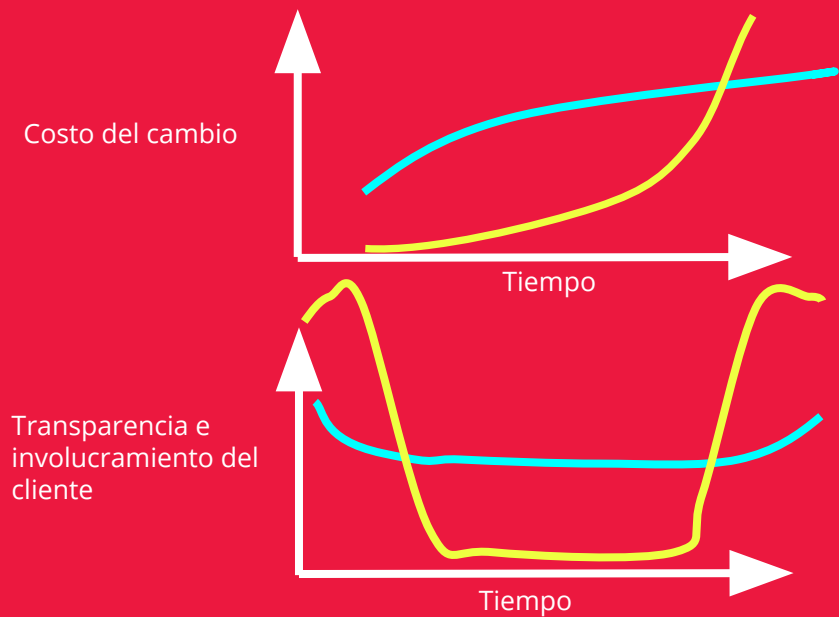 Costo del cambio
Tiempo
Transparencia e
involucramiento del
cliente
Tiempo